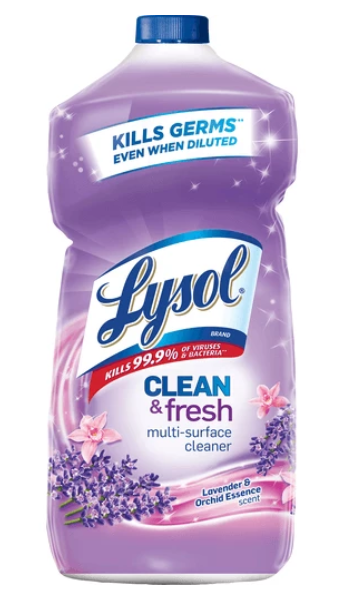 KILLS GERMS**
EVEN WHEN DILUTED
Lysol®
BRAND
KILLS 99.9% OF VIRUSES
& BACTERIA**
CLEAN
& fresh
multi-surface
cleaner
Lavender &
Orchid Essence
scent